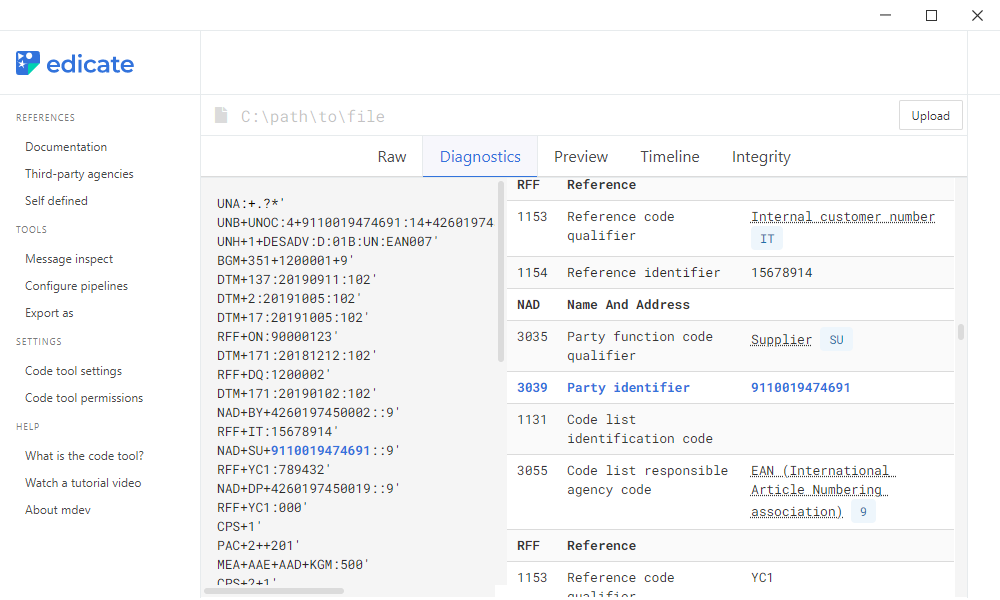 edicate
REFERENCES
Documentation
Third-party agencies
Self defined
TOOLS
Message inspect
Configure pipelines
Export as
SETTINGS
Code tool settings
Code tool permissions
HELP
What is the code tool?
Watch a tutorial video
About mdev
C:\path\to\file
Upload
Raw
Diagnostics
Preview
Timeline
Integrity
UNA:+.?*'
UNB+UNOC:4+9110019474691:14+42601974
UNH+1+DESADV:D:01B:UN:EAN007'
BGM+351+1200001+9'
DTM+137:20190911:102'
DTM+2:20191005:102'
DTM+17:20191005:102'
RFF+ON:90000123'
DTM+171:20181212:102'
RFF+DQ:1200002'
DTM+171:20190102:102'
NAD+BY+4260197450002::9'
RFF+IT:15678914'
NAD+SU+9110019474691::9'
RFF+YC1:789432'
NAD+DP+4260197450019::9'
RFF+YC1:000'
CPS+1'
PAC+2++201'
MEA+AAE+AAD+KGM:500'
CPS+2+1'
RFF Reference
1153 Reference code Internal customer number
qualifier IT
1154 Reference identifier 15678914
NAD Name And Address
3035 Party function code Supplier SU
qualifier
3039 Party identifier 9110019474691
1131 Code list
identification code
3055 Code list responsible EAN (International
agency code Article Numbering
association) 9
RFF Reference
1153 Reference code YC1
qualifier